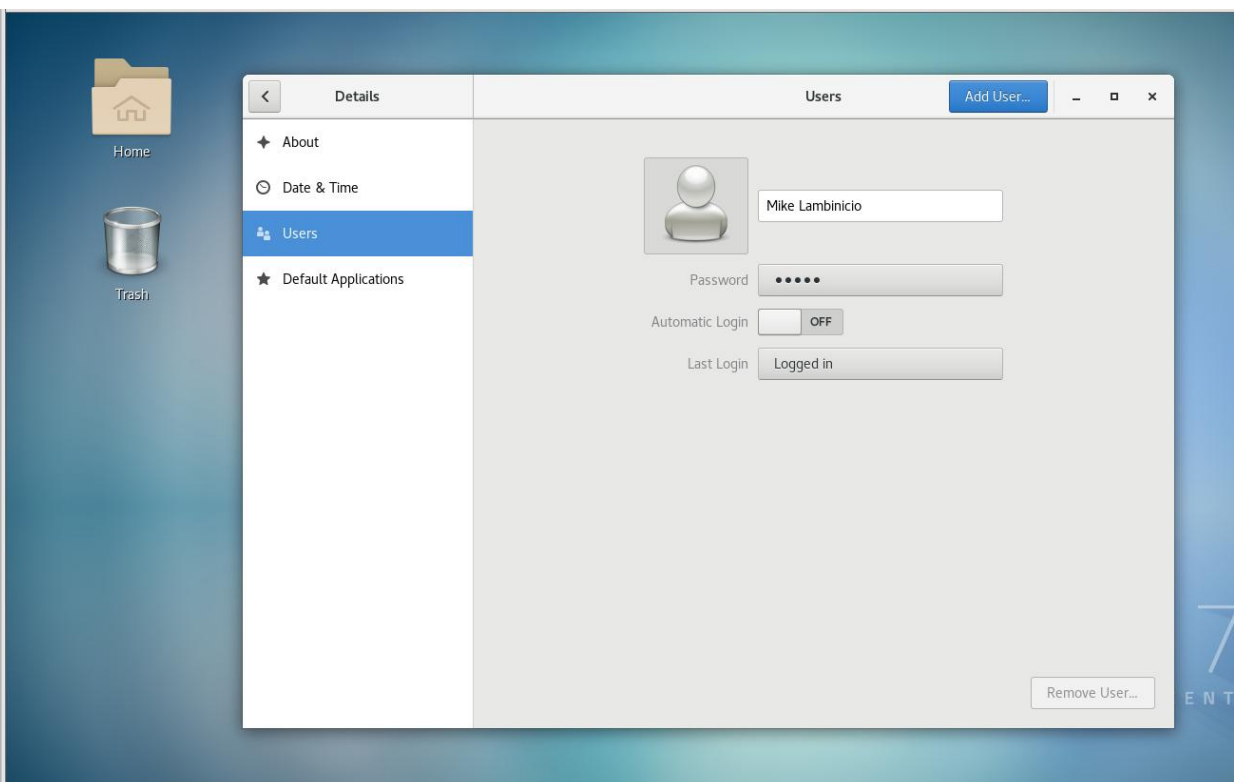 Home
Trash
Details
About
Date & Time
Users
Default Applications
Users
Add User...
Mike Lambinicio
Password
•••••
Automatic Login OFF
Last Login Logged in
Remove User...
7
ENT